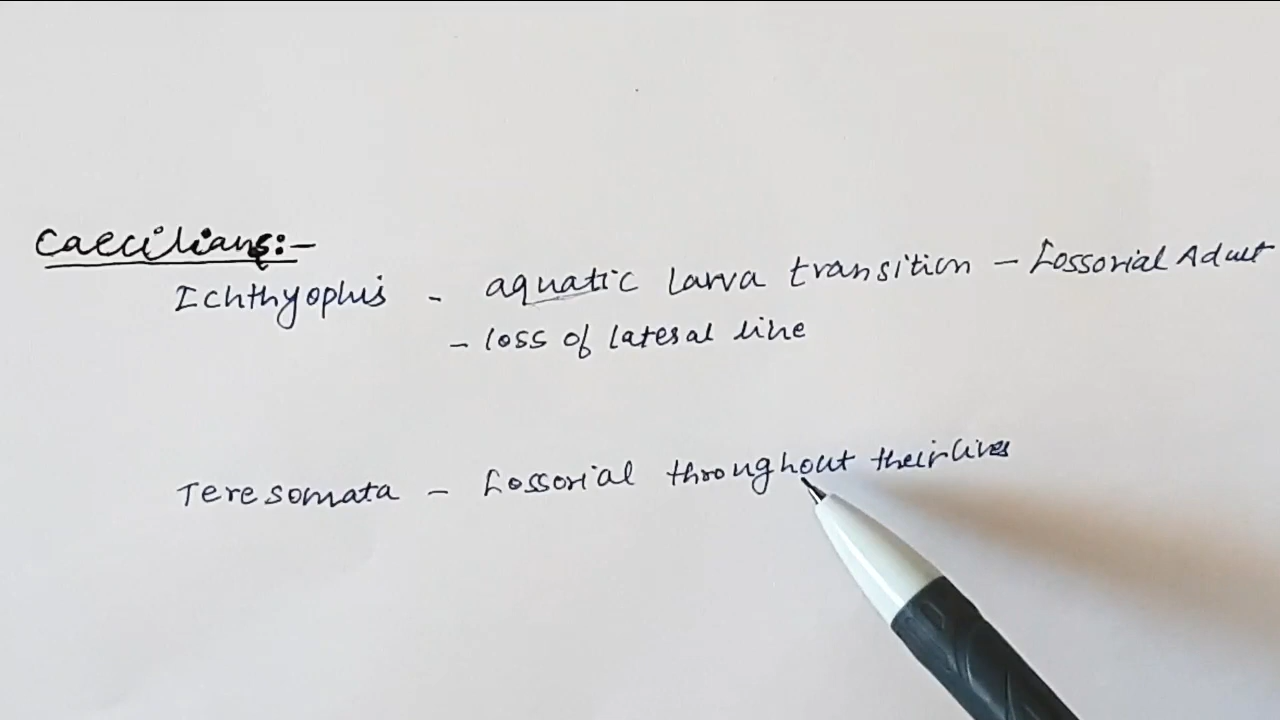 Caecilians:-
Ichthyophis - aquatic larva transition - Fossorial Adult
- loss of lateral line
Teresomata - Fossorial throughout their lives